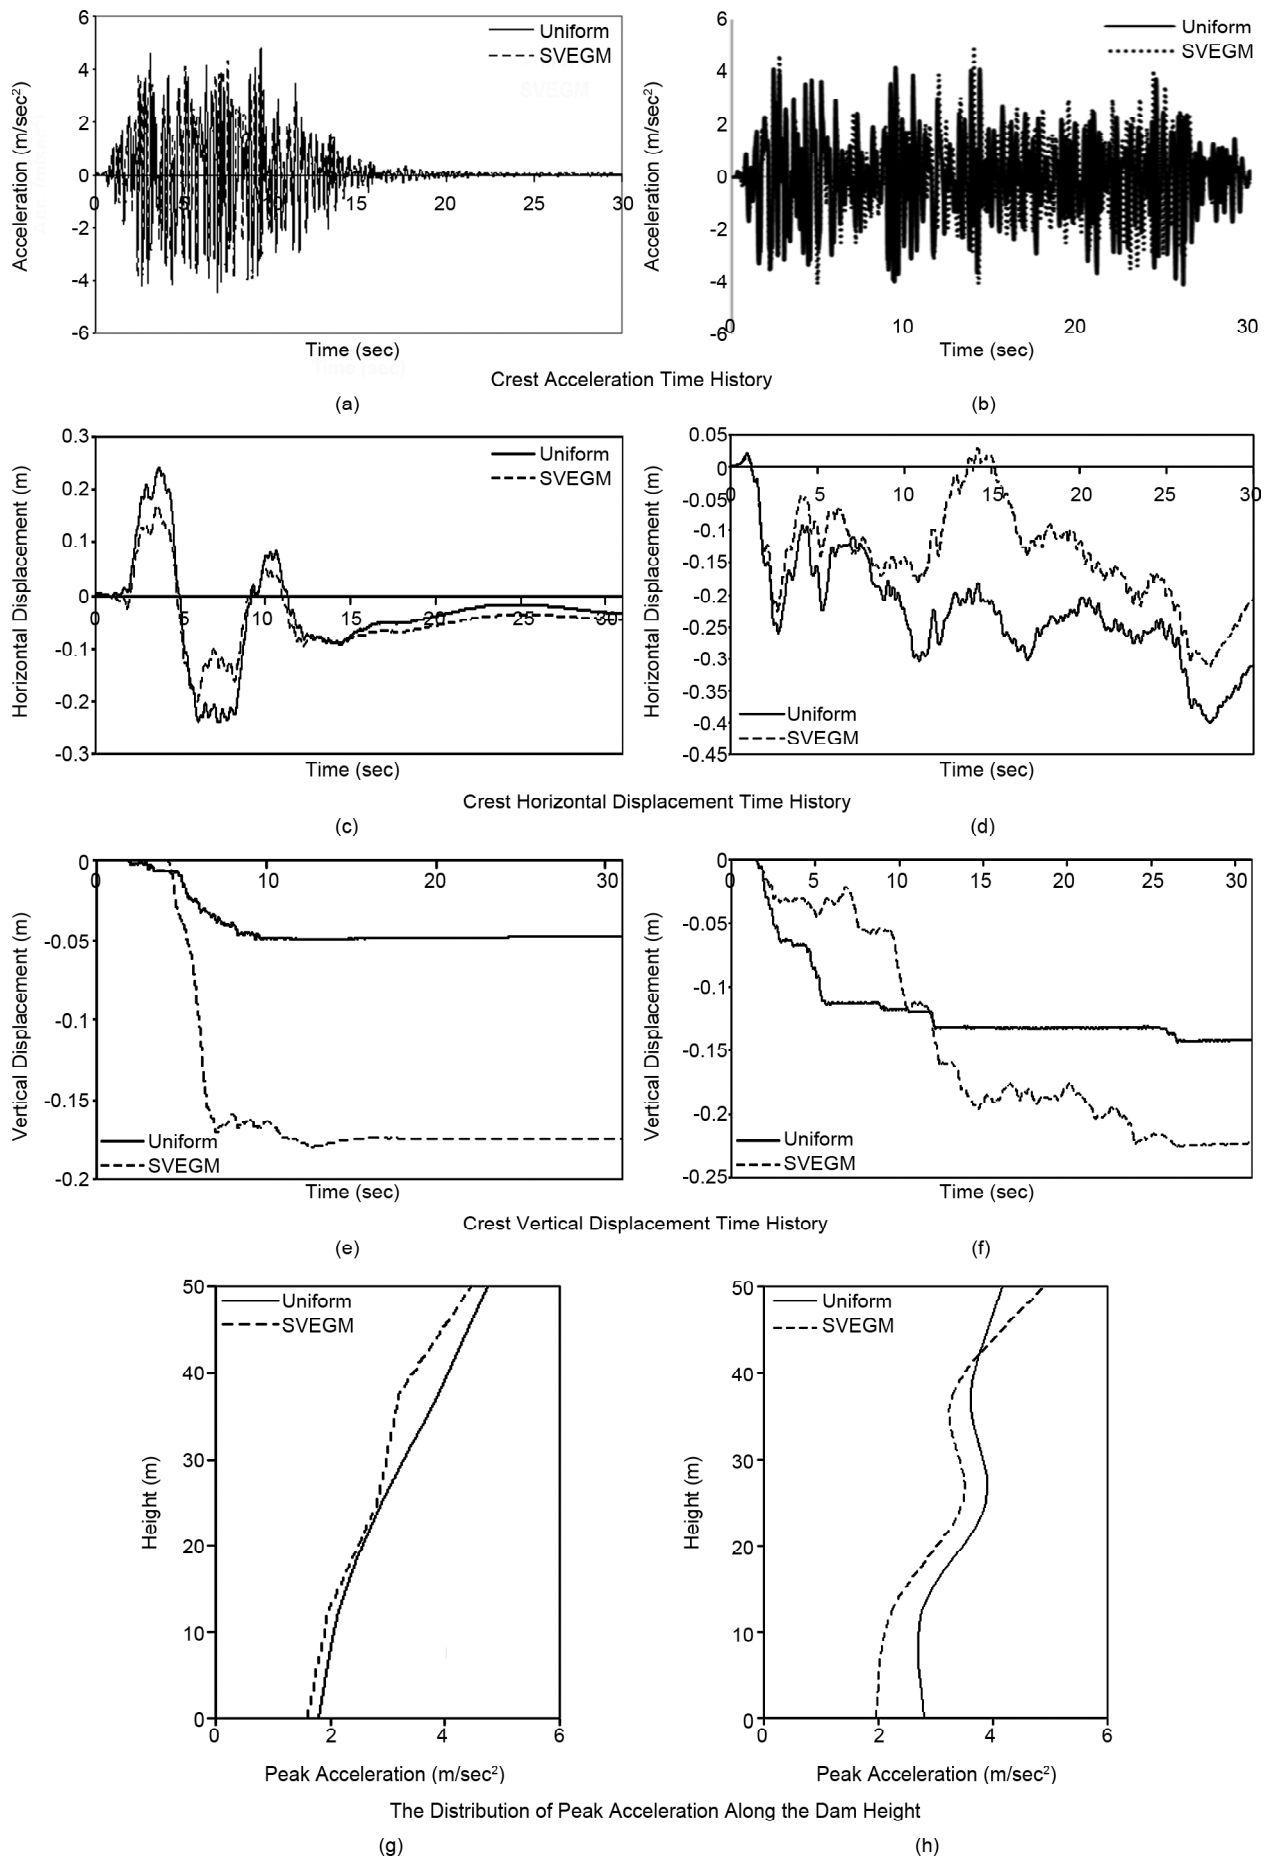 6
4
2
0
-2
-4
-6
0
5
10
15
20
25
30
Acceleration (m/sec²)
Time (sec)
Uniform
SVEGM
6
4
2
0
-2
-4
-6
0
10
20
30
Acceleration (m/sec²)
Time (sec)
Uniform
SVEGM
Crest Acceleration Time History
(a)
(b)
0.3
0.2
0.1
0
-0.1
-0.2
-0.3
0
5
10
15
20
25
30
Horizontal Displacement (m)
Time (sec)
Uniform
SVEGM
0.05
0
-0.05
-0.1
-0.15
-0.2
-0.25
-0.3
-0.35
-0.4
-0.45
0
5
10
15
20
25
30
Horizontal Displacement (m)
Time (sec)
Uniform
SVEGM
Crest Horizontal Displacement Time History
(c)
(d)
0
-0.05
-0.1
-0.15
-0.2
0
10
20
30
Vertical Displacement (m)
Time (sec)
Uniform
SVEGM
0
-0.05
-0.1
-0.15
-0.2
-0.25
0
5
10
15
20
25
30
Vertical Displacement (m)
Time (sec)
Uniform
SVEGM
Crest Vertical Displacement Time History
(e)
(f)
50
40
30
20
10
0
0
2
4
6
Height (m)
Peak Acceleration (m/sec²)
Uniform
SVEGM
50
40
30
20
10
0
0
2
4
6
Height (m)
Peak Acceleration (m/sec²)
Uniform
SVEGM
The Distribution of Peak Acceleration Along the Dam Height
(g)
(h)